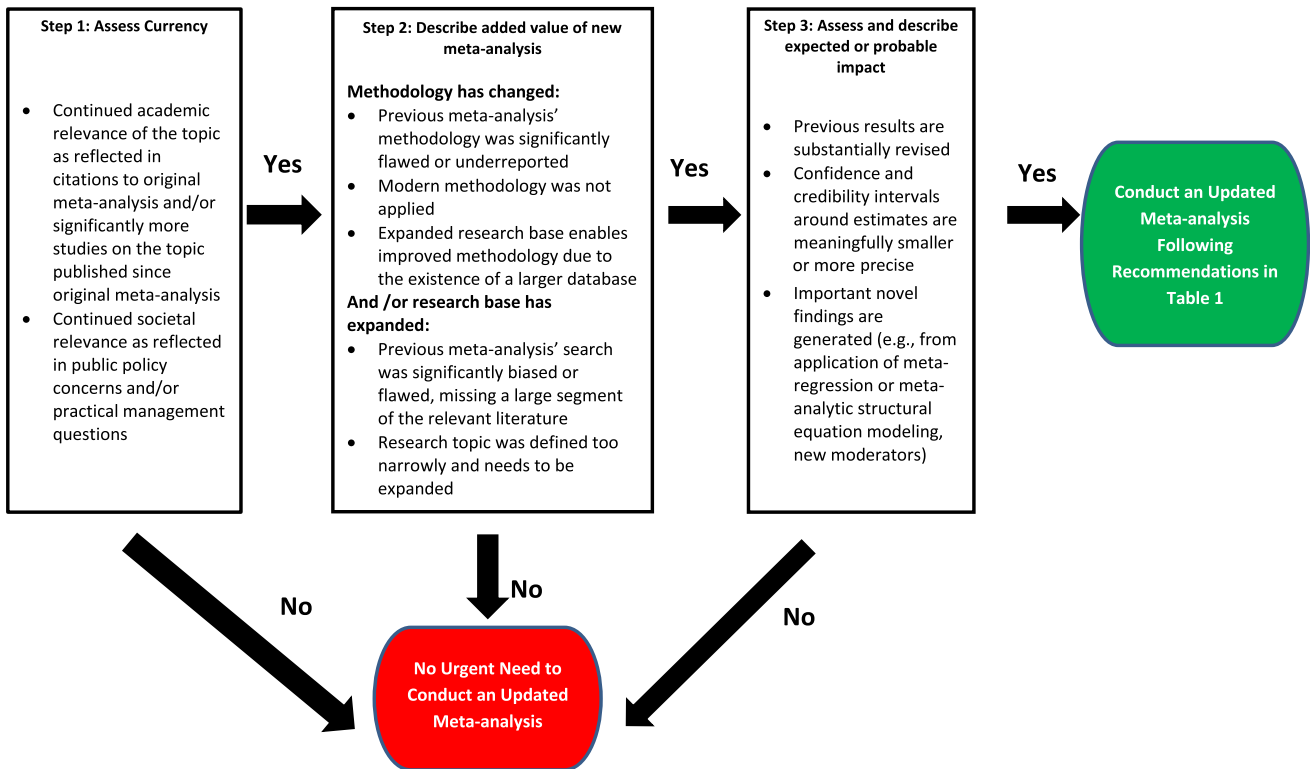 Step 1: Assess Currency
• Continued academic
relevance of the topic
as reflected in
citations to original
meta-analysis and/or
significantly more
studies on the topic
published since
original meta-analysis
• Continued societal
relevance as reflected
in public policy
concerns and/or
practical management
questions
Yes
Step 2: Describe added value of new
meta-analysis
Methodology has changed:
• Previous meta-analysis’
methodology was significantly
flawed or underreported
• Modern methodology was not
applied
• Expanded research base enables
improved methodology due to
the existence of a larger database
And /or research base has
expanded:
• Previous meta-analysis’ search
was significantly biased or
flawed, missing a large segment
of the relevant literature
• Research topic was defined too
narrowly and needs to be
expanded
Yes
Step 3: Assess and describe
expected or probable
impact
• Previous results are
substantially revised
• Confidence and
credibility intervals
around estimates are
meaningfully smaller
or more precise
• Important novel
findings are
generated (e.g., from
application of meta-
regression or meta-
analytic structural
equation modeling,
new moderators)
Yes
Conduct an Updated
Meta-analysis
Following
Recommendations in
Table 1
No
No
No
No Urgent Need to
Conduct an Updated
Meta-analysis